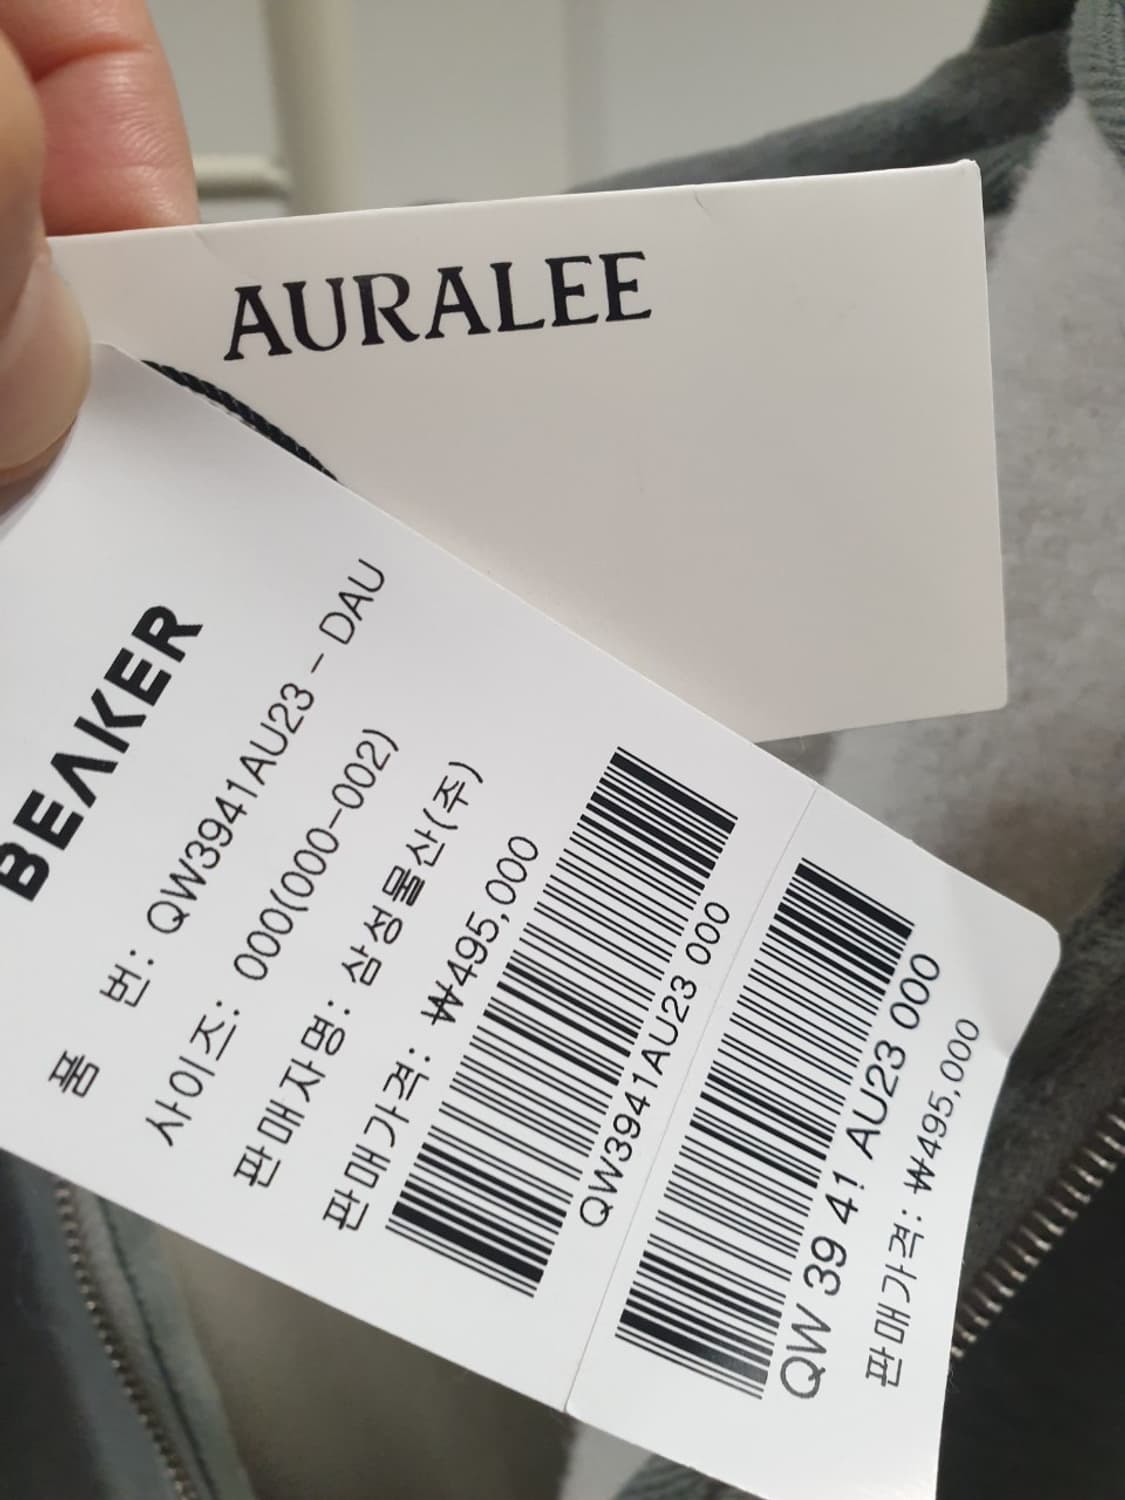 AURALEE
BEAKER
품 번: QW3941AU23 - DAU
사이즈: 000(000-002)
판매자명: 삼성물산(주)
판매가격: ₩495,000
QW3941AU23 000
QW 39 41 AU23 000
판매가격: ₩495,000